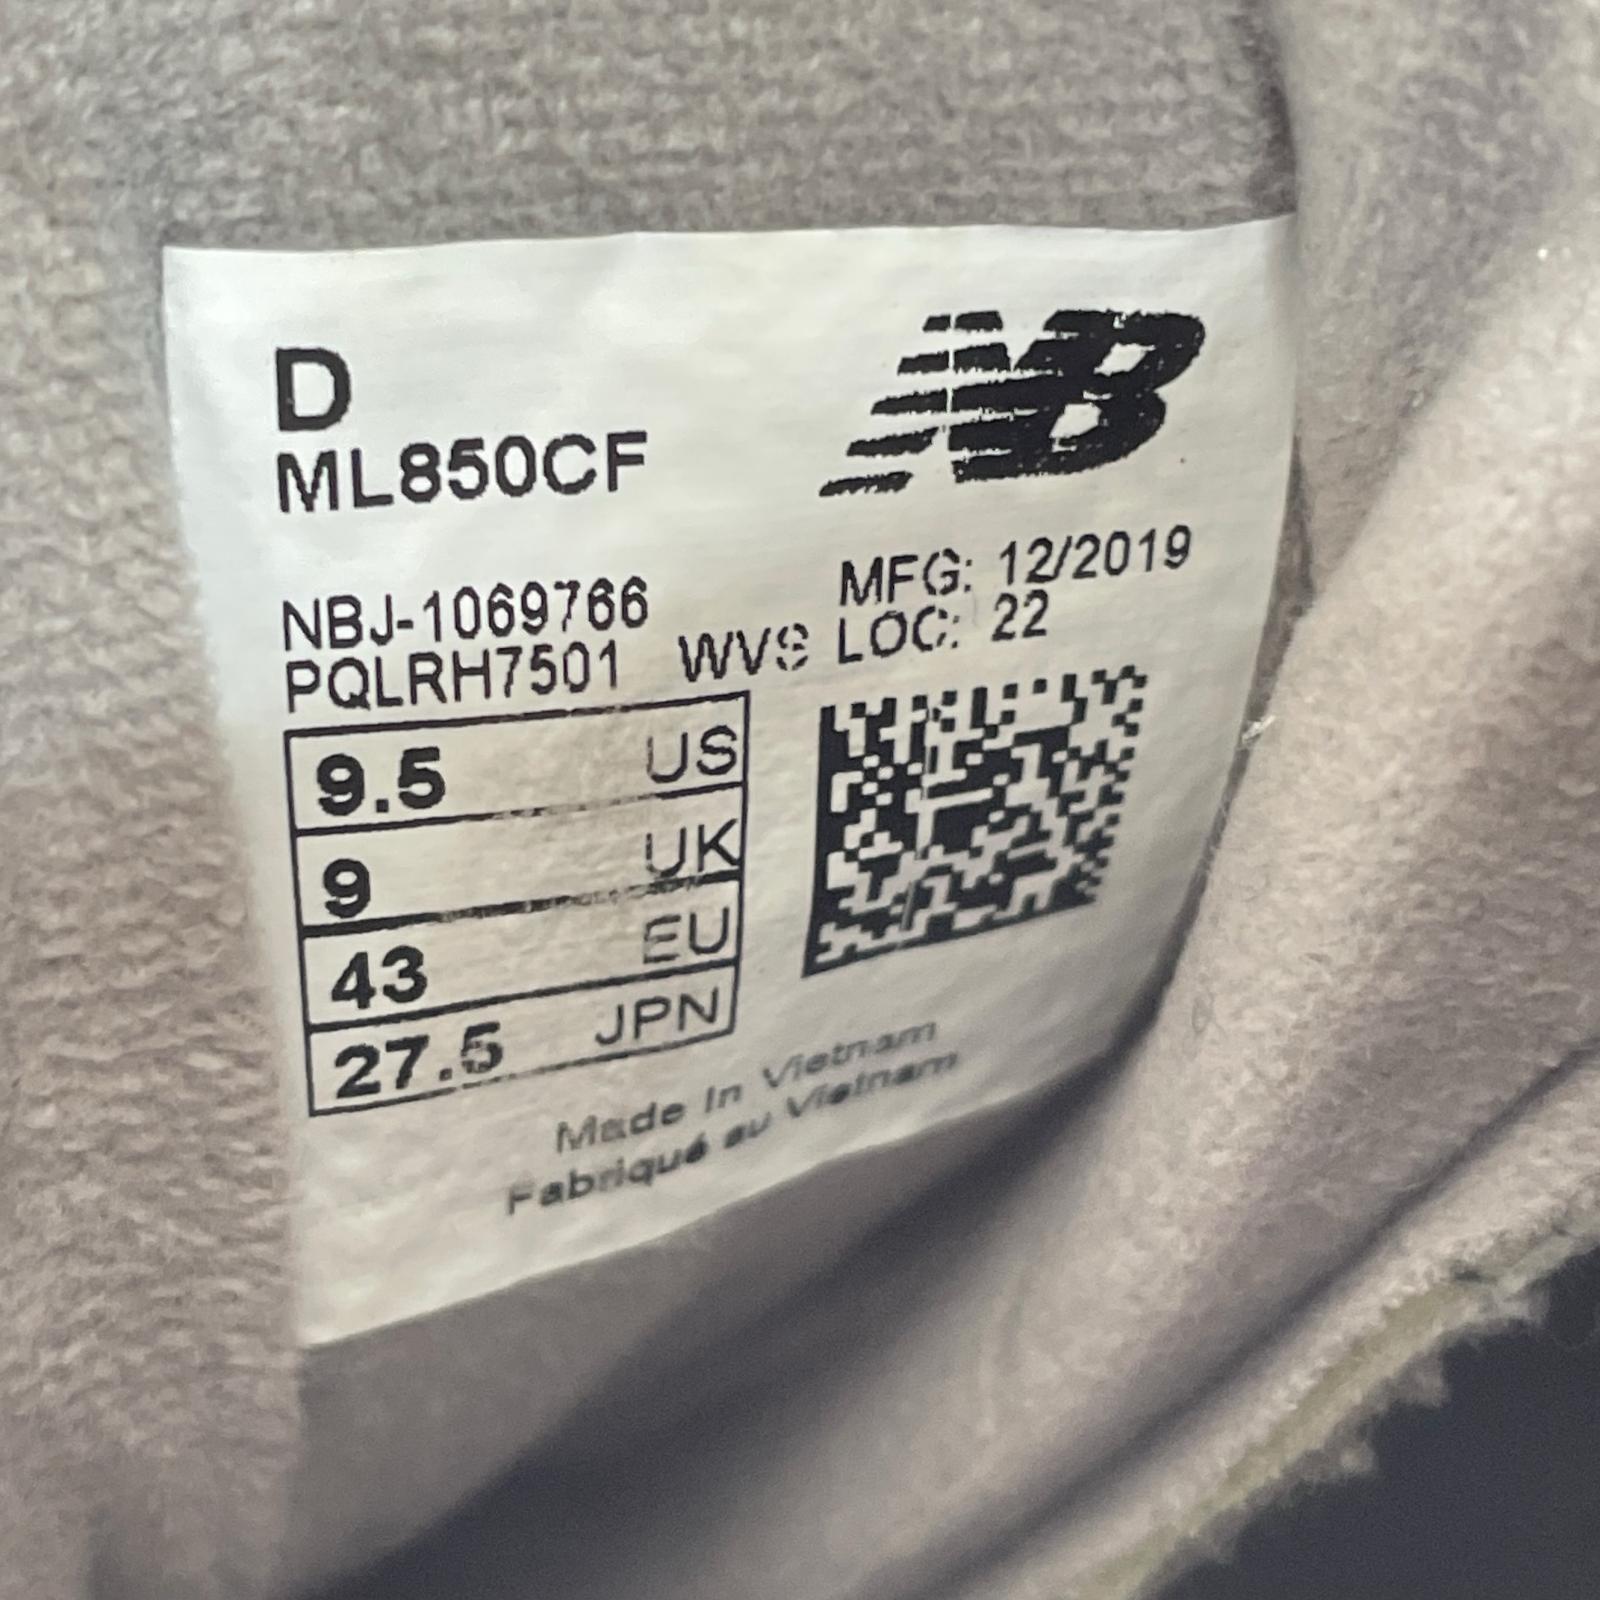 D
NB
ML850CF
NBJ-1069766
MFG: 12/2019
PQLRH7501 WVS
LOC: 22
9.5 US
9 UK
43 EU
27.5 JPN
Made In Vietnam
Fabriqué au Vietnam